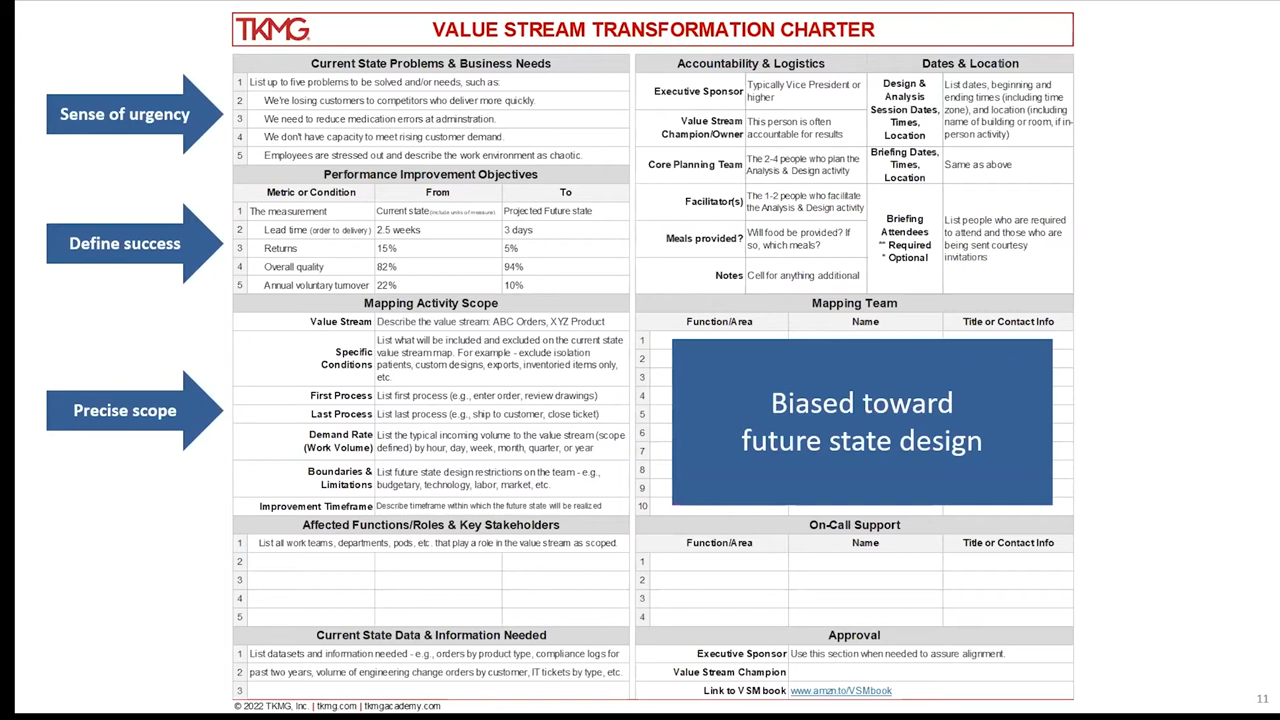 TKMG
VALUE STREAM TRANSFORMATION CHARTER
Sense of urgency
Define success
Precise scope
Current State Problems & Business Needs
1 List up to five problems to be solved and/or needs, such as:
2 We're losing customers to competitors who deliver more quickly.
3 We need to reduce medication errors at adminstration.
4 We don't have capacity to meet rising customer demand.
5 Employees are stressed out and describe the work environment as chaotic.
Performance Improvement Objectives
Metric or Condition From To
1 The measurement Current state (include units of measure) Projected Future state
2 Lead time (order to delivery) 2.5 weeks 3 days
3 Returns 15% 5%
4 Overall quality 82% 94%
5 Annual voluntary turnover 22% 10%
Mapping Activity Scope
Value Stream Describe the value stream: ABC Orders, XYZ Product
Specific Conditions
List what will be included and excluded on the current state
value stream map. For example - exclude isolation
patients, custom designs, exports, inventoried items only,
etc.
First Process List first process (e.g., enter order, review drawings)
Last Process List last process (e.g., ship to customer, close ticket)
Demand Rate
(Work Volume)
List the typical incoming volume to the value stream (scope
defined) by hour, day, week, month, quarter, or year
Boundaries &
Limitations
List future state design restrictions on the team - e.g.,
budgetary, technology, labor, market, etc.
Improvement Timeframe Describe timeframe within which the future state will be realized
Affected Functions/Roles & Key Stakeholders
1 List all work teams, departments, pods, etc. that play a role in the value stream as scoped.
2
3
4
5
Current State Data & Information Needed
1 List datasets and information needed - e.g., orders by product type, compliance logs for
2 past two years, volume of engineering change orders by customer, IT tickets by type, etc.
3
Accountability & Logistics
Executive Sponsor
Typically Vice President or
higher
Value Stream
Champion/Owner
This person is often
accountable for results
Core Planning Team
The 2-4 people who plan the
Analysis & Design activity
Facilitator(s)
The 1-2 people who facilitate
the Analysis & Design activity
Meals provided?
Will food be provided? If
so, which meals?
Notes Cell for anything additional
Dates & Location
Design &
Analysis
Session Dates,
Times,
Location
List dates, beginning and
ending times (including time
zone), and location (including
name of building or room, if in-
person activity)
Briefing Dates,
Times,
Location
Same as above
Briefing
Attendees
** Required
* Optional
List people who are required
to attend and those who are
being sent courtesy
invitations
Mapping Team
Function/Area Name Title or Contact Info
1
2
3
4
5
6
7
8
9
10
Biased toward
future state design
On-Call Support
Function/Area Name Title or Contact Info
1
2
3
4
Approval
Executive Sponsor Use this section when needed to assure alignment.
Value Stream Champion
Link to VSM book www.amzn.to/VSMbook
© 2022 TKMG, Inc. | tkmg.com | tkmgacademy.com
11